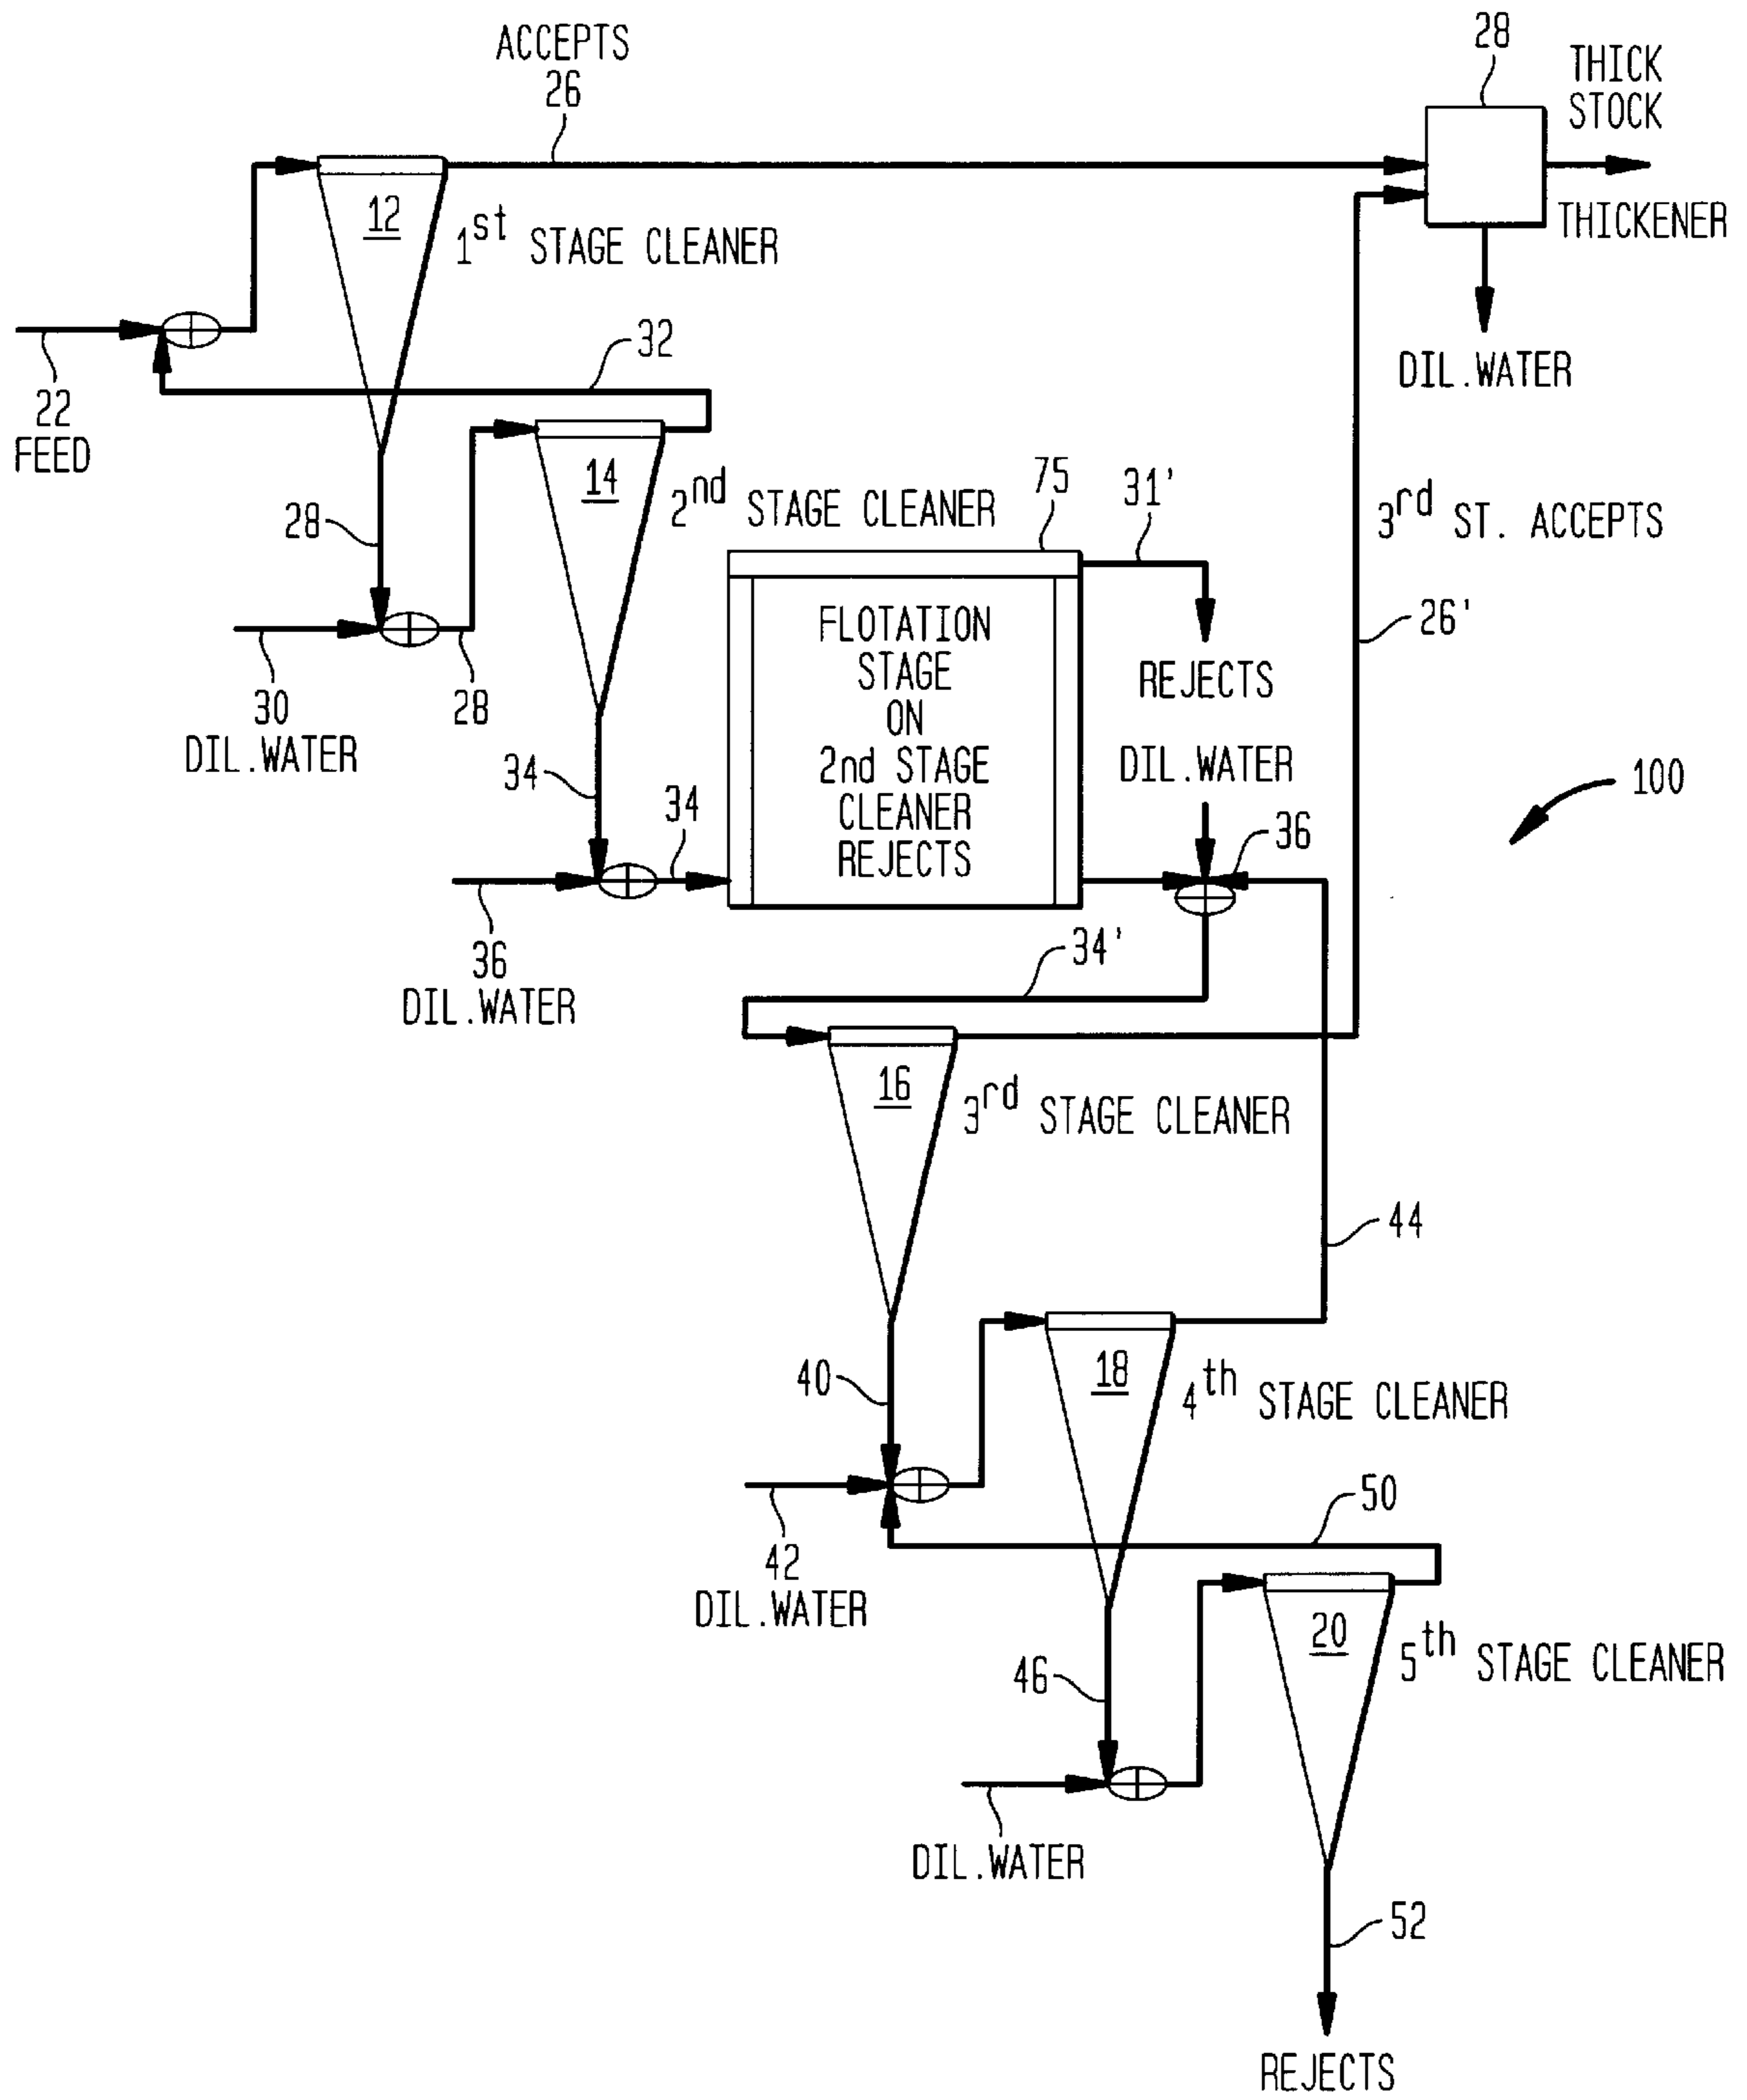 ACCEPTS
26
28
THICK
STOCK
12
1st STAGE CLEANER
THICKENER
32
DIL.WATER
22
FEED
14
2nd STAGE CLEANER
75
31'
3rd ST. ACCEPTS
28
FLOTATION
STAGE
ON
2nd STAGE
CLEANER
REJECTS
26'
REJECTS
30
DIL.WATER
28
DIL.WATER
34
34
36
100
36
DIL.WATER
34'
16
3rd STAGE CLEANER
44
40
18
4th STAGE CLEANER
50
42
DIL.WATER
20
5th STAGE CLEANER
46
DIL.WATER
52
REJECTS